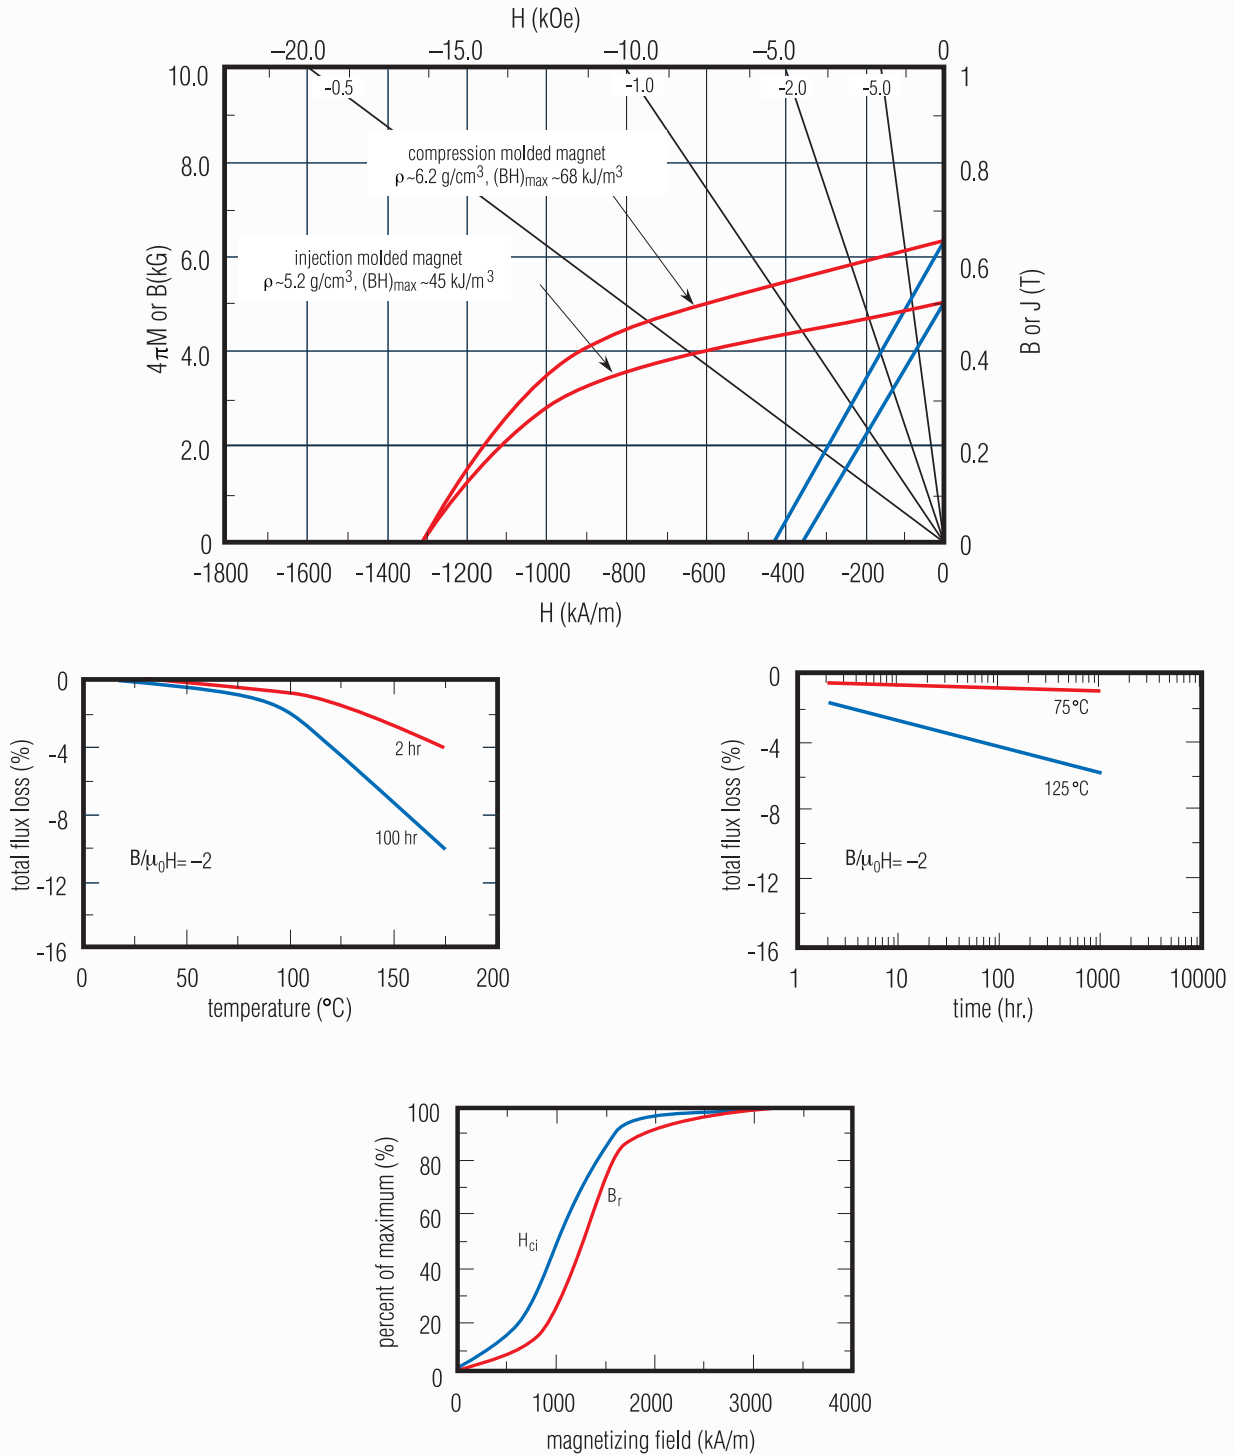 H (kOe)
–20.0 –15.0 –10.0 –5.0 0
10.0 8.0 6.0 4.0 2.0 0
4πM or B(kG)
-0.5 -1.0 -2.0 -5.0
compression molded magnet
ρ~6.2 g/cm³, (BH)max ~68 kJ/m³
injection molded magnet
ρ~5.2 g/cm³, (BH)max ~45 kJ/m³
1 0.8 0.6 0.4 0.2 0
B or J (T)
-1800 -1600 -1400 -1200 -1000 -800 -600 -400 -200 0
H (kA/m)
0 -4 -8 -12 -16
total flux loss (%)
2 hr
100 hr
B/μ₀H= –2
0 50 100 150 200
temperature (°C)
0 -4 -8 -12 -16
total flux loss (%)
75°C
125°C
B/μ₀H= –2
1 10 100 1000 10000
time (hr.)
100 80 60 40 20 0
percent of maximum (%)
Hci
Br
0 1000 2000 3000 4000
magnetizing field (kA/m)